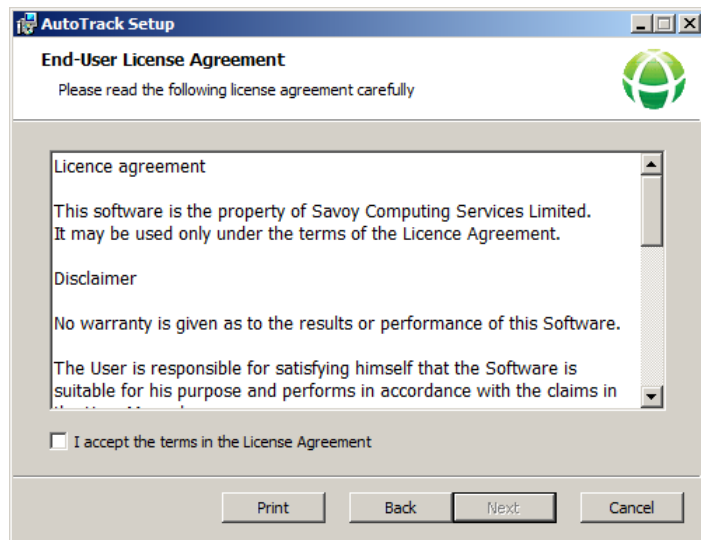 AutoTrack Setup
End-User License Agreement
Please read the following license agreement carefully
Licence agreement
This software is the property of Savoy Computing Services Limited.
It may be used only under the terms of the Licence Agreement.
Disclaimer
No warranty is given as to the results or performance of this Software.
The User is responsible for satisfying himself that the Software is
suitable for his purpose and performs in accordance with the claims in
I accept the terms in the License Agreement
Print Back Next Cancel